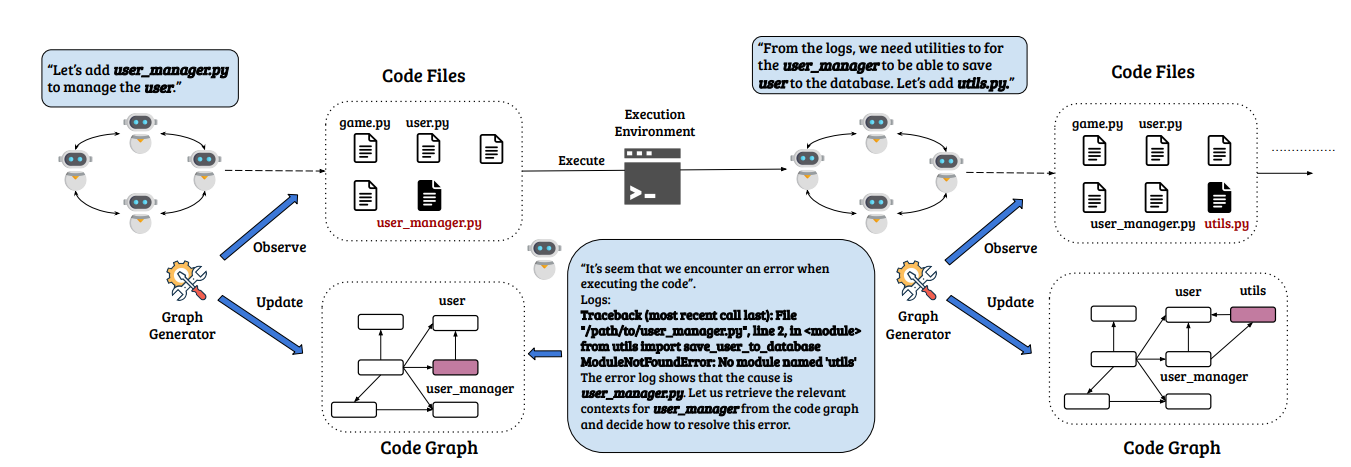 “Let’s add user_manager.py
to manage the user.”
Code Files
game.py user.py
user_manager.py
Observe
Graph
Generator
Update
user
user_manager
Code Graph
Execute
Execution
Environment
>_
“It’s seem that we encounter an error when
executing the code”.
Logs:
Traceback (most recent call last): File
"/path/to/user_manager.py", line 2, in <module>
from utils import save_user_to_database
ModuleNotFoundError: No module named 'utils'
The error log shows that the cause is
user_manager.py. Let us retrieve the relevant
contexts for user_manager from the code graph
and decide how to resolve this error.
“From the logs, we need utilities to for
the user_manager to be able to save
user to the database. Let’s add utils.py.”
Code Files
game.py user.py
user_manager.py utils.py
Observe
Graph
Generator
Update
user utils
user_manager
Code Graph